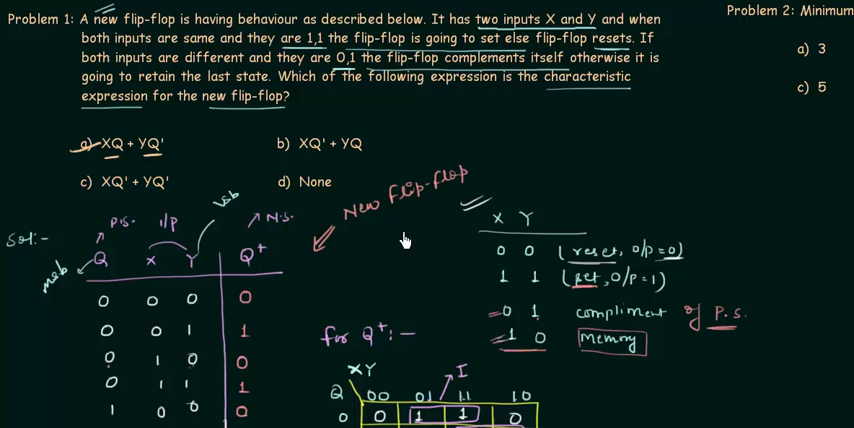 Problem 1: A new flip-flop is having behaviour as described below. It has two inputs X and Y and when
both inputs are same and they are 1,1 the flip-flop is going to set else flip-flop resets. If
both inputs are different and they are 0,1 the flip-flop complements itself otherwise it is
going to retain the last state. Which of the following expression is the characteristic
expression for the new flip-flop?
a) XQ + YQ'
b) XQ' + YQ
c) XQ' + YQ'
d) None
Problem 2: Minimum
a) 3
c) 5
New Flip-Flop
Sol:-
P.S.
I/P
lsb
N.S.
msb
Q X Y Q+
0 0 0 0
0 0 1 1
0 1 0 0
0 1 1 1
1 0 0 0
X Y
0 0 (reset, O/P = 0)
1 1 (set, O/P = 1)
0 1 compliment of P.S.
1 0 Memory
for Q+: -
XY
I
Q 00 01 11 10
0 0 1 1 0